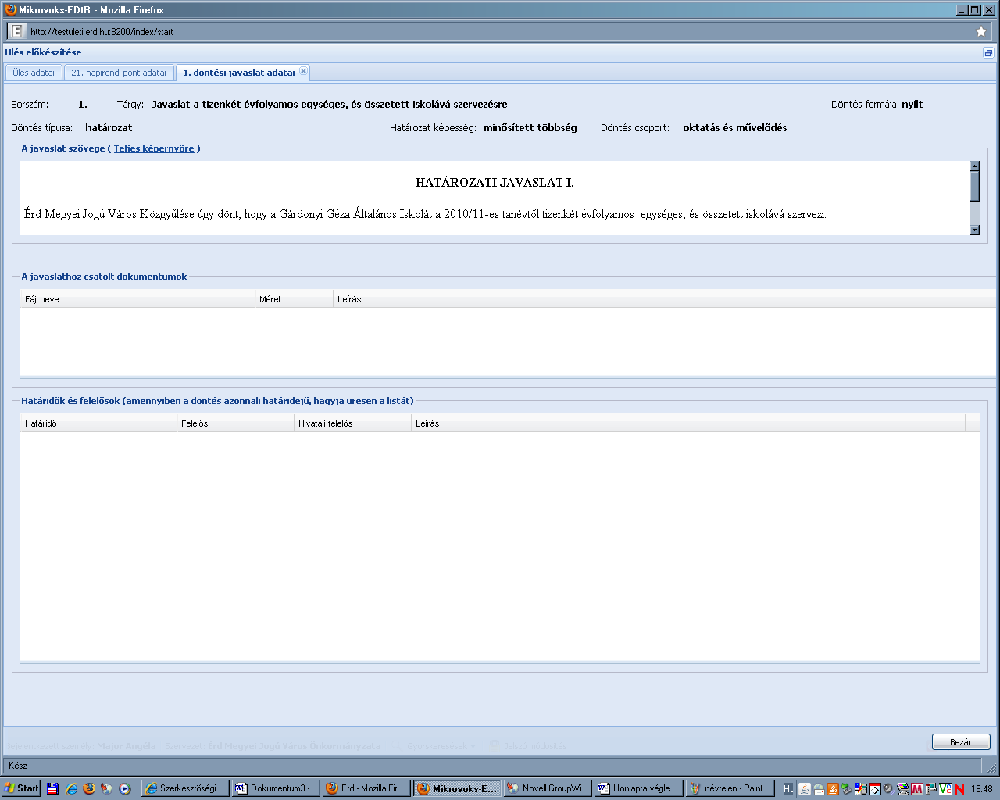 Mikrovoks-EDtR - Mozilla Firefox
http://testuleti.erd.hu:8200/index/start
Ülés előkészítése
Ülés adatai 21. napirendi pont adatai 1. döntési javaslat adatai
Sorszám: 1. Tárgy: Javaslat a tizenkét évfolyamos egységes, és összetett iskolává szervezésre Döntés formája: nyílt
Döntés típusa: határozat Határozat képesség: minősített többség Döntés csoport: oktatás és művelődés
A javaslat szövege ( Teljes képernyőre )
HATÁROZATI JAVASLAT I.
Érd Megyei Jogú Város Közgyűlése úgy dönt, hogy a Gárdonyi Géza Általános Iskolát a 2010/11-es tanévtől tizenkét évfolyamos egységes, és összetett iskolává szervezi.
A javaslathoz csatolt dokumentumok
Fájl neve Méret Leírás
Határidők és felelősök (amennyiben a döntés azonnali határidejű, hagyja üresen a listát)
Határidő Felelős Hivatali felelős Leírás
Bejelentkezett személy: Major Angéla Szervezet: Érd Megyei Jogú Város Önkormányzata Gyorskeresések Jelszó módosítás
Bezár
Kész
Start Szerkesztőségi ... Dokumentum3 -... Érd - Mozilla Fir... Mikrovoks-E... Novell GroupWi... Honlapra végle... névtelen - Paint HU 16:48